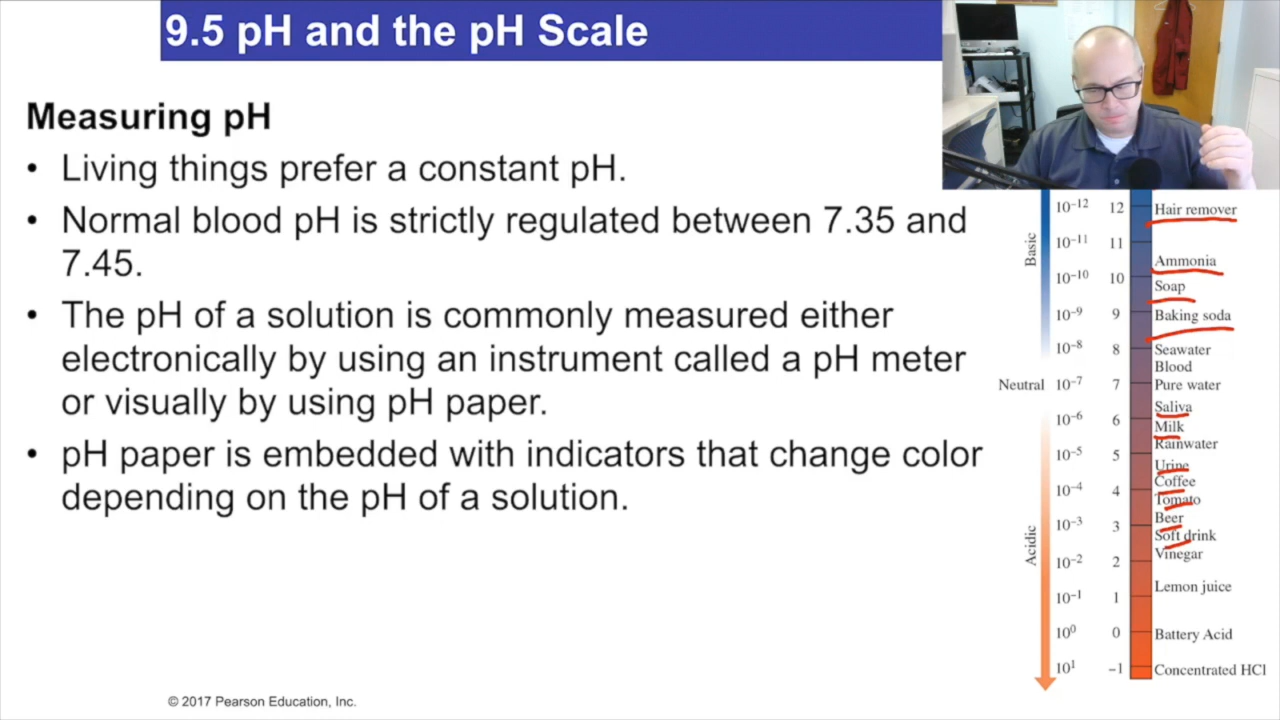 9.5 pH and the pH Scale
Measuring pH
• Living things prefer a constant pH.
• Normal blood pH is strictly regulated between 7.35 and
7.45.
• The pH of a solution is commonly measured either
electronically by using an instrument called a pH meter
or visually by using pH paper.
• pH paper is embedded with indicators that change color
depending on the pH of a solution.
Basic
Neutral
Acidic
10⁻¹² 12 Hair remover
10⁻¹¹ 11
Ammonia
10⁻¹⁰ 10
Soap
10⁻⁹ 9 Baking soda
10⁻⁸ 8 Seawater
Blood
10⁻⁷ 7 Pure water
Saliva
10⁻⁶ 6
Milk
Rainwater
10⁻⁵ 5
Urine
Coffee
10⁻⁴ 4
Tomato
Beer
10⁻³ 3
Soft drink
Vinegar
10⁻² 2
Lemon juice
10⁻¹ 1
10⁰ 0 Battery Acid
10¹ −1 Concentrated HCl
© 2017 Pearson Education, Inc.